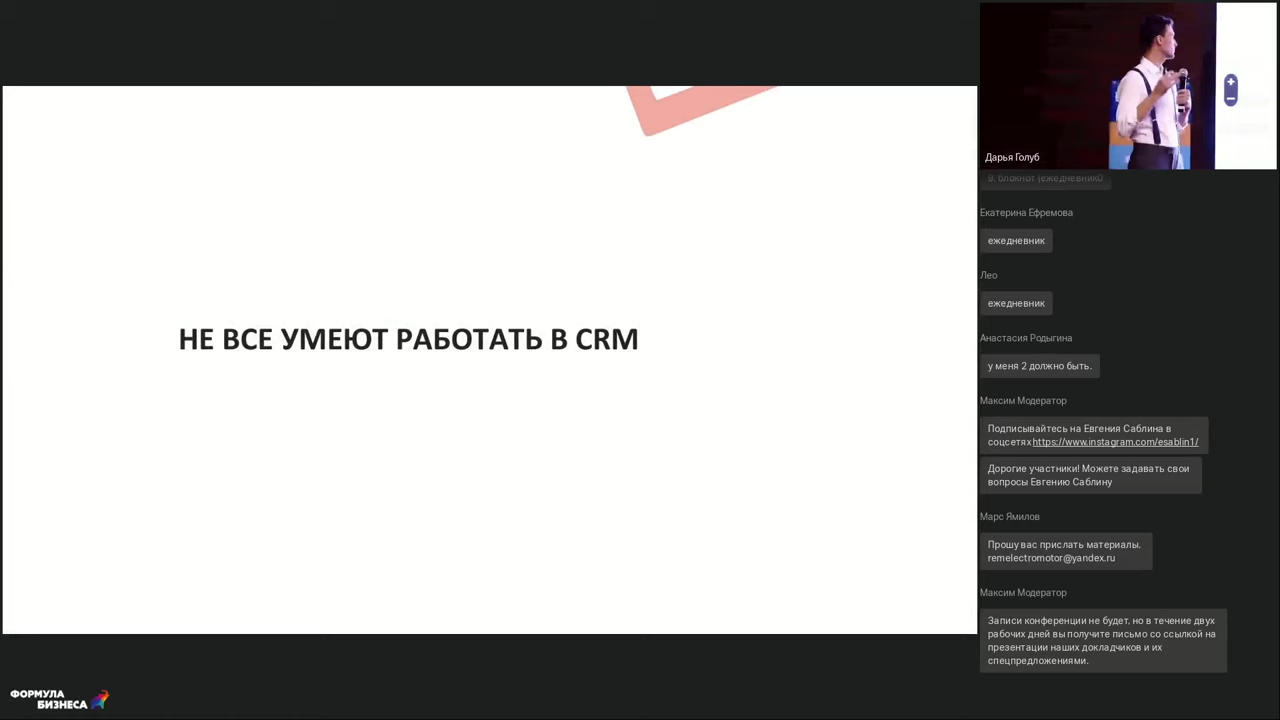 НЕ ВСЕ УМЕЮТ РАБОТАТЬ В CRM
Дарья Голуб
9. блокнот (ежедневник0
Екатерина Ефремова
ежедневник
Лео
ежедневник
Анастасия Родыгина
у меня 2 должно быть.
Максим Модератор
Подписывайтесь на Евгения Саблина в
соцсетях https://www.instagram.com/esablin1/
Дорогие участники! Можете задавать свои
вопросы Евгению Саблину
Марс Ямилов
Прошу вас прислать материалы.
remelectromotor@yandex.ru
Максим Модератор
Записи конференции не будет, но в течение двух
рабочих дней вы получите письмо со ссылкой на
презентации наших докладчиков и их
спецпредложениями.
ФОРМУЛА
БИЗНЕСА